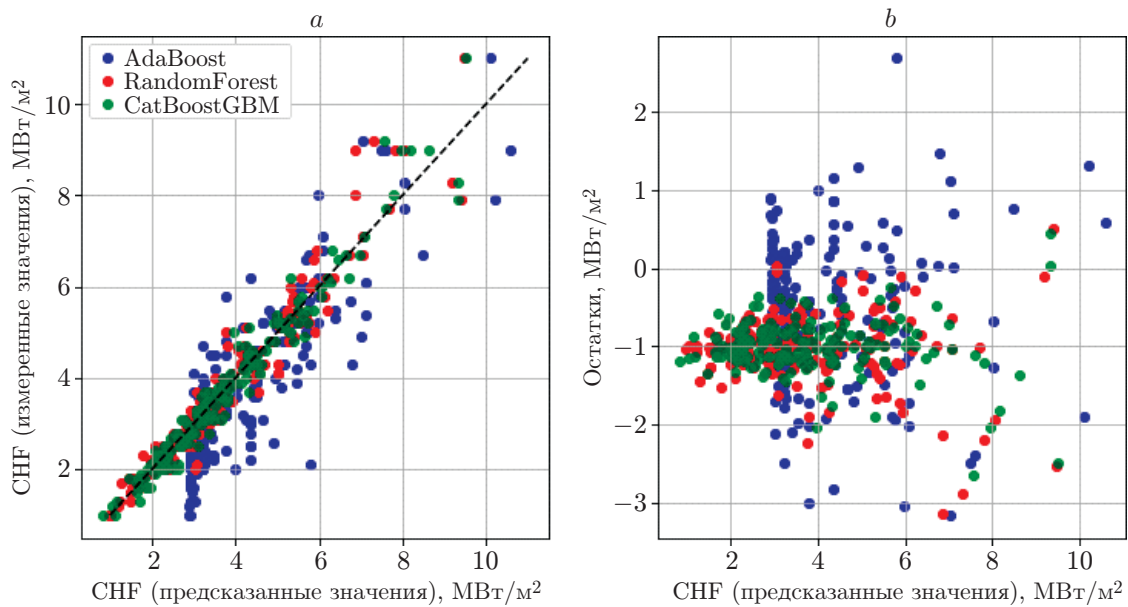 a
b
AdaBoost
RandomForest
CatBoostGBM
CHF (измеренные значения), МВт/м²
10
8
6
4
2
2 4 6 8 10
CHF (предсказанные значения), МВт/м²
Остатки, МВт/м²
2
1
0
−1
−2
−3
2 4 6 8 10
CHF (предсказанные значения), МВт/м²